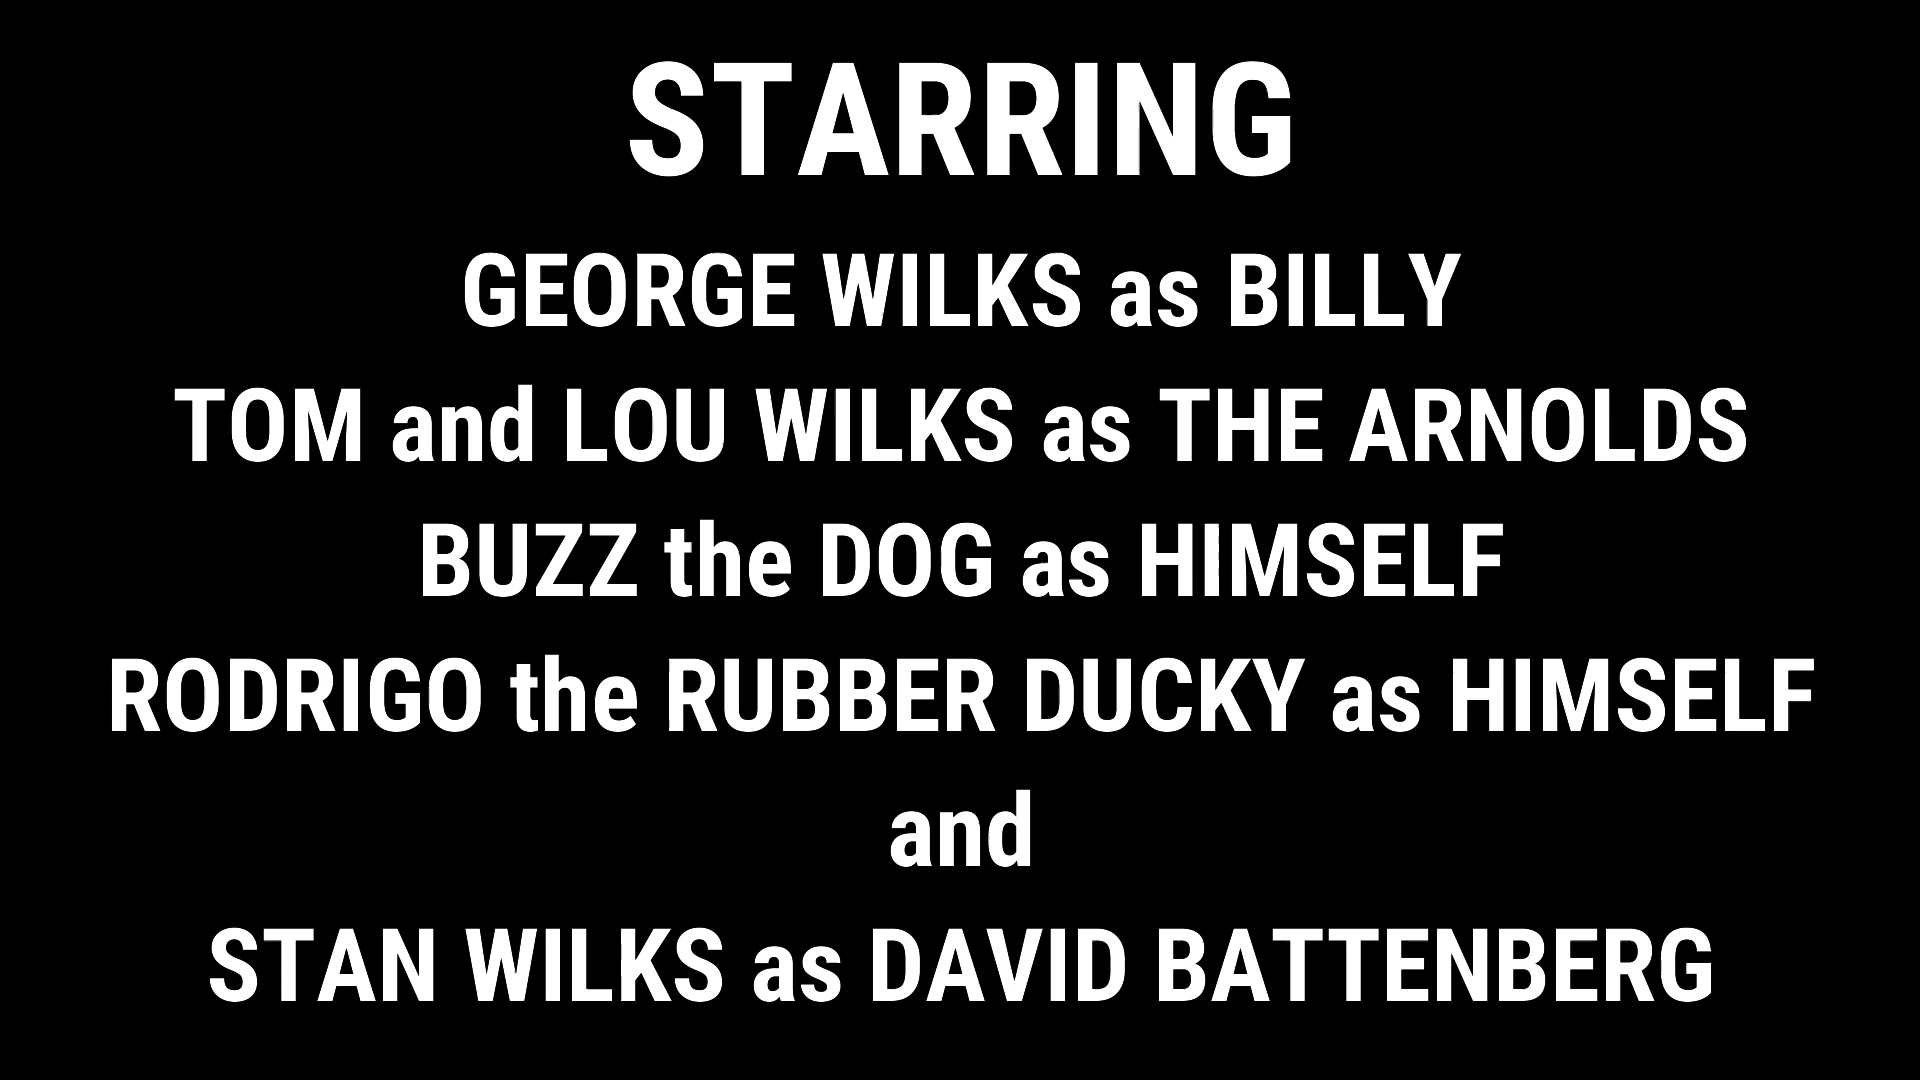 STARRING
GEORGE WILKS as BILLY
TOM and LOU WILKS as THE ARNOLDS
BUZZ the DOG as HIMSELF
RODRIGO the RUBBER DUCKY as HIMSELF
and
STAN WILKS as DAVID BATTENBERG